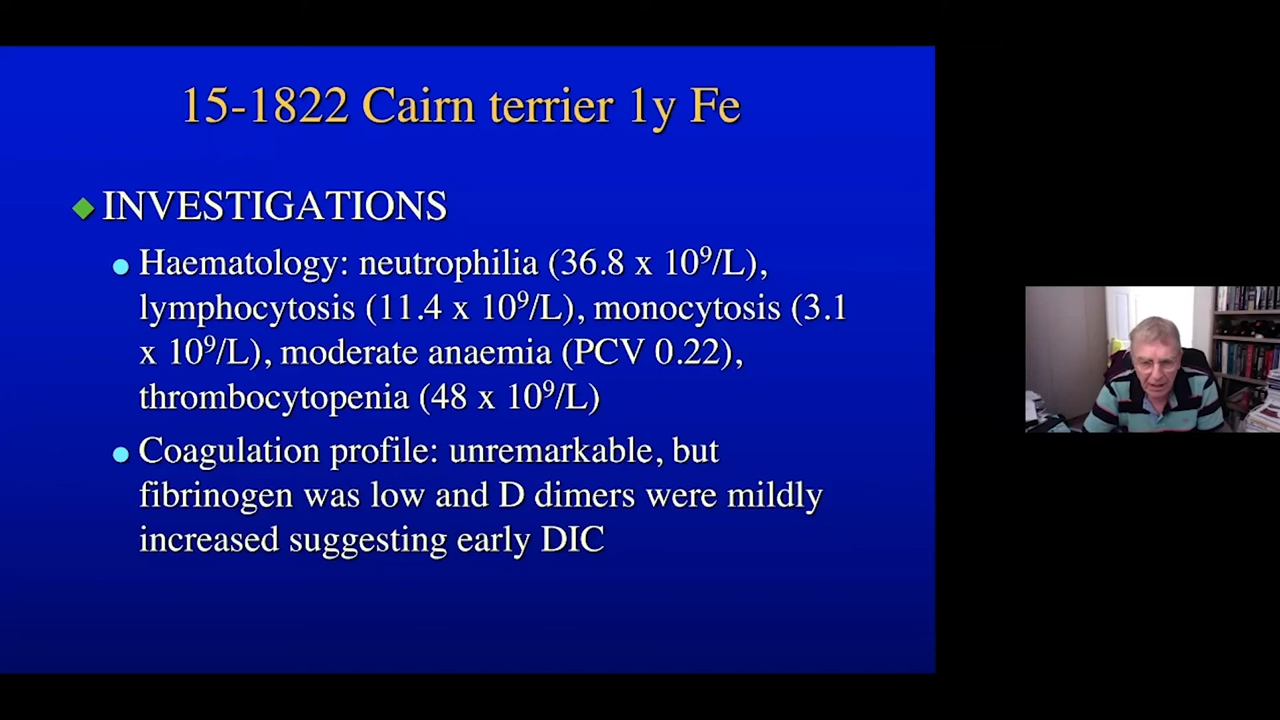 15-1822 Cairn terrier 1y Fe
INVESTIGATIONS
Haematology: neutrophilia (36.8 x 10⁹/L),
lymphocytosis (11.4 x 10⁹/L), monocytosis (3.1
x 10⁹/L), moderate anaemia (PCV 0.22),
thrombocytopenia (48 x 10⁹/L)
Coagulation profile: unremarkable, but
fibrinogen was low and D dimers were mildly
increased suggesting early DIC